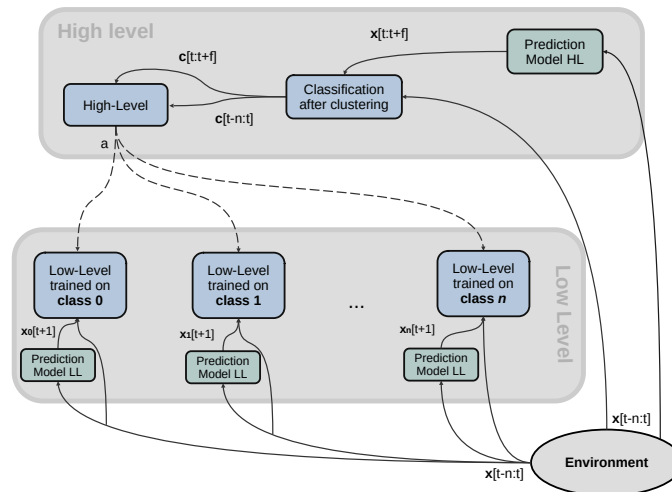 High level
x[t:t+f]
Prediction
Model HL
c[t:t+f]
High-Level
Classification
after clustering
c[t-n:t]
a
Low-Level
trained on
class 0
Low-Level
trained on
class 1
...
Low-Level
trained on
class n
Low Level
x0[t+1]
x1[t+1]
xn[t+1]
Prediction
Model LL
Prediction
Model LL
Prediction
Model LL
x[t-n:t]
Environment
x[t-n:t]